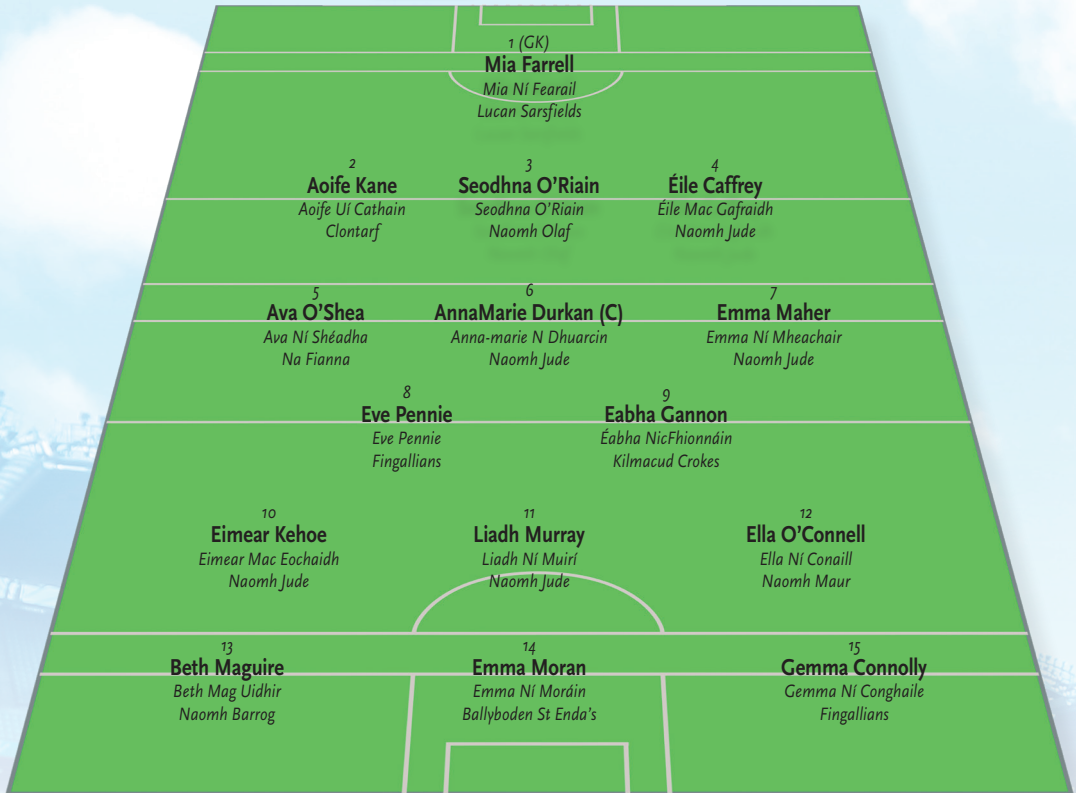 1 (GK)
Mia Farrell
Mia Ní Fearail
Lucan Sarsfields
2
Aoife Kane
Aoife Uí Cathain
Clontarf
3
Seodhna O'Riain
Seodhna O'Riain
Naomh Olaf
4
Éile Caffrey
Éile Mac Gafraidh
Naomh Jude
5
Ava O'Shea
Ava Ní Shéadha
Na Fianna
6
AnnaMarie Durkan (C)
Anna-marie N Dhuarcin
Naomh Jude
7
Emma Maher
Emma Ní Mheachair
Naomh Jude
8
Eve Pennie
Eve Pennie
Fingallians
9
Eabha Gannon
Éabha NicFhionnáin
Kilmacud Crokes
10
Eimear Kehoe
Eimear Mac Eochaidh
Naomh Jude
11
Liadh Murray
Liadh Ní Muirí
Naomh Jude
12
Ella O'Connell
Ella Ní Conaill
Naomh Maur
13
Beth Maguire
Beth Mag Uidhir
Naomh Barrog
14
Emma Moran
Emma Ní Moráin
Ballyboden St Enda's
15
Gemma Connolly
Gemma Ní Conghaile
Fingallians